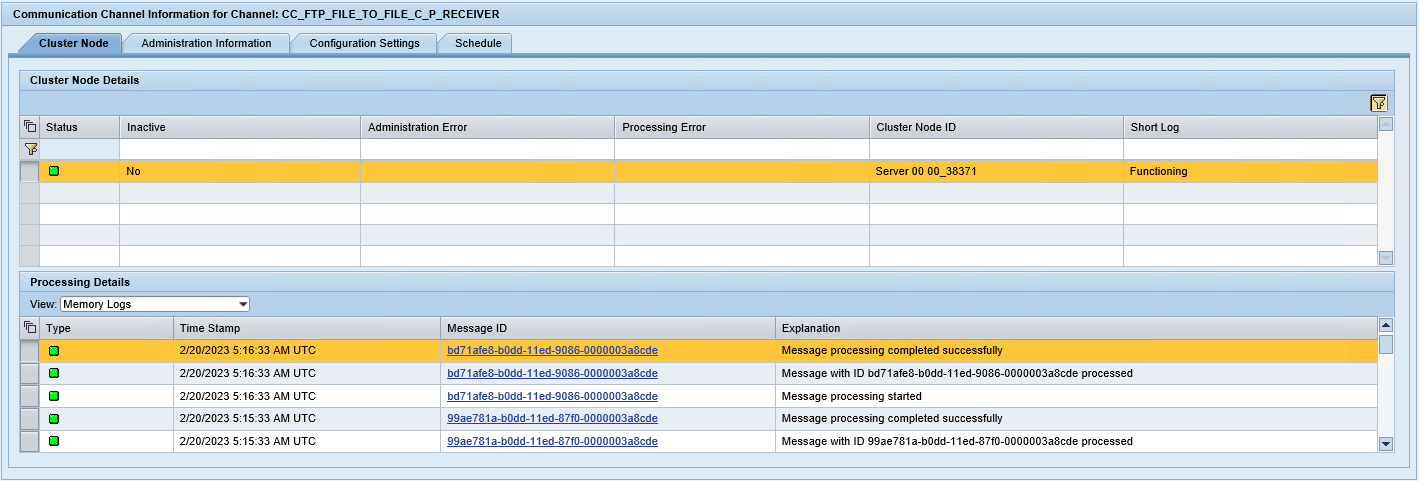 Communication Channel Information for Channel: CC_FTP_FILE_TO_FILE_C_P_RECEIVER
Cluster Node Administration Information Configuration Settings Schedule
Cluster Node Details
Status Inactive Administration Error Processing Error Cluster Node ID Short Log
No Server 00 00_38371 Functioning
Processing Details
View: Memory Logs
Type Time Stamp Message ID Explanation
2/20/2023 5:16:33 AM UTC bd71afe8-b0dd-11ed-9086-0000003a8cde Message processing completed successfully
2/20/2023 5:16:33 AM UTC bd71afe8-b0dd-11ed-9086-0000003a8cde Message with ID bd71afe8-b0dd-11ed-9086-0000003a8cde processed
2/20/2023 5:16:33 AM UTC bd71afe8-b0dd-11ed-9086-0000003a8cde Message processing started
2/20/2023 5:15:33 AM UTC 99ae781a-b0dd-11ed-87f0-0000003a8cde Message processing completed successfully
2/20/2023 5:15:33 AM UTC 99ae781a-b0dd-11ed-87f0-0000003a8cde Message with ID 99ae781a-b0dd-11ed-87f0-0000003a8cde processed